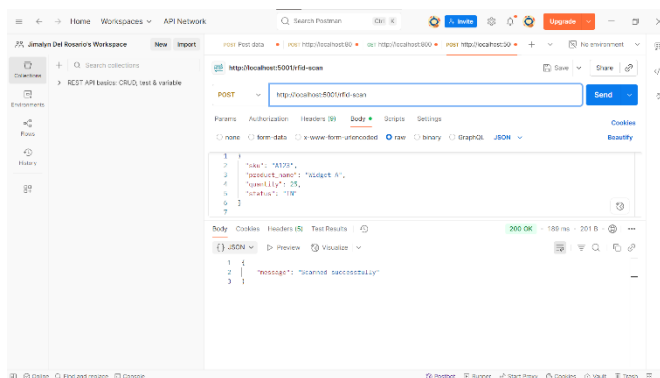 Home Workspaces API Network Search Postman Ctrl K Invite Upgrade
Jimalyn Del Rosario's Workspace New Import POST Post data POST http://localhost:80 GET http://localhost:800 POST http://localhost:50 No environment
Collections Search collections http://localhost:5001/rfid-scan Save Share
REST API basics: CRUD, test & variable
Environments POST http://localhost:5001/rfid-scan Send
Flows Params Authorization Headers (9) Body Scripts Settings Cookies
History none form-data x-www-form-urlencoded raw binary GraphQL JSON Beautify
1 {
2 "sku": "A123",
3 "product_name": "Widget A",
4 "quantity": 23,
5 "status": "IN"
6 }
7
Body Cookies Headers (5) Test Results 200 OK 189 ms 201 B
{} JSON Preview Visualize
1 {
2 "message": "Scanned successfully"
3 }
Online Find and replace Console Postbot Runner Start Proxy Cookies Vault Trash